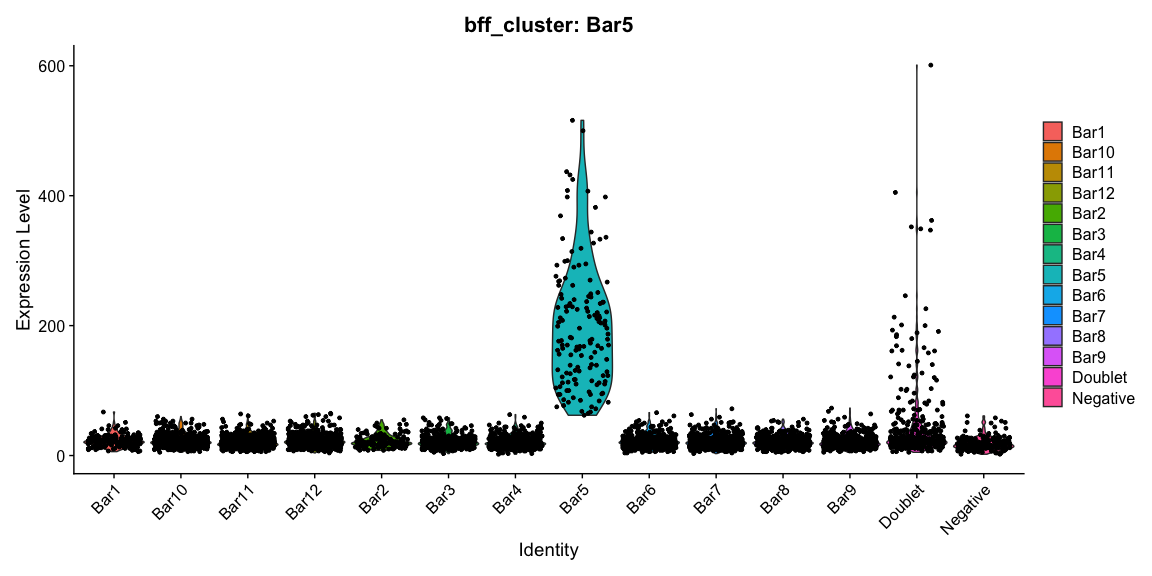 bff_cluster: Bar5
Expression Level
600
400
200
0
Bar1
Bar10
Bar11
Bar12
Bar2
Bar3
Bar4
Bar5
Bar6
Bar7
Bar8
Bar9
Doublet
Negative
Identity
Bar1
Bar10
Bar11
Bar12
Bar2
Bar3
Bar4
Bar5
Bar6
Bar7
Bar8
Bar9
Doublet
Negative